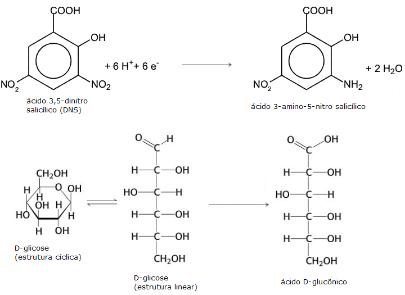 COOH
OH
NO2
NO2
+ 6 H+ + 6 e-
COOH
OH
NO2
NH2
+ 2 H2O
ácido 3,5-dinitro
salicílico (DNS)
ácido 3-amino-5-nitro salicílico
CH2OH
H
O
OH
H
OH
H
HO
H
H
OH
D-glicose
(estrutura cíclica)
O
H
C
H-C-OH
HO-C-H
H-C-OH
H-C-OH
CH2OH
D-glicose
(estrutura linear)
O
OH
C
H-C-OH
HO-C-H
H-C-OH
H-C-OH
CH2OH
ácido D-glucônico